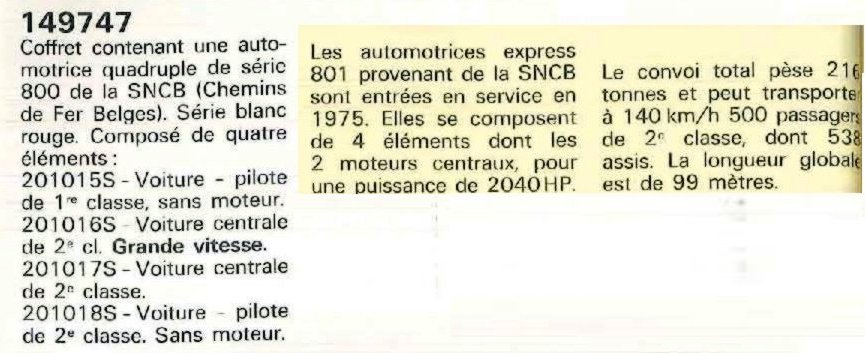 149747
Coffret contenant une auto-
motrice quadruple de série
800 de la SNCB (Chemins
de Fer Belges). Série blanc
rouge. Composé de quatre
éléments :
201015S - Voiture - pilote
de 1re classe, sans moteur.
201016S - Voiture centrale
de 2e cl. Grande vitesse.
201017S - Voiture centrale
de 2e classe.
201018S - Voiture - pilote
de 2e classe. Sans moteur.
Les automotrices express
801 provenant de la SNCB
sont entrées en service en
1975. Elles se composent
de 4 éléments dont les
2 moteurs centraux, pour
une puissance de 2040 HP.
Le convoi total pèse 216
tonnes et peut transporte
à 140 km/h 500 passagers
de 2e classe, dont 538
assis. La longueur globale
est de 99 mètres.